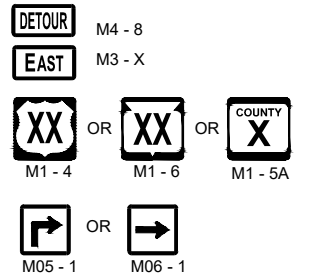 DETOUR M4 - 8
EAST M3 - X
XX OR XX OR COUNTY X
M1 - 4 M1 - 6 M1 - 5A
OR
M05 - 1 M06 - 1